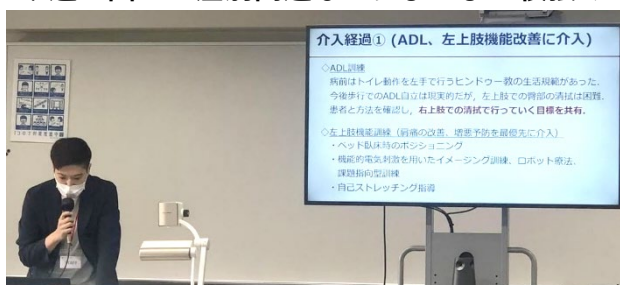 介入経過① (ADL、左上肢機能改善に介入)
◇ADL訓練
病前はトイレ動作を左手で行うヒンドゥー教の生活規範があった.
今後歩行でのADL自立は現実的だが, 左上肢での臀部の清拭は困難.
患者と方法を確認し, 右上肢での清拭で行っていく目標を共有.
◇左上肢機能訓練 (肩痛の改善、増悪予防を最優先に介入)
・ベッド臥床時のポジショニング
・機能的電気刺激を用いたイメージング訓練、ロボット療法、
課題指向型訓練
・自己ストレッチング指導